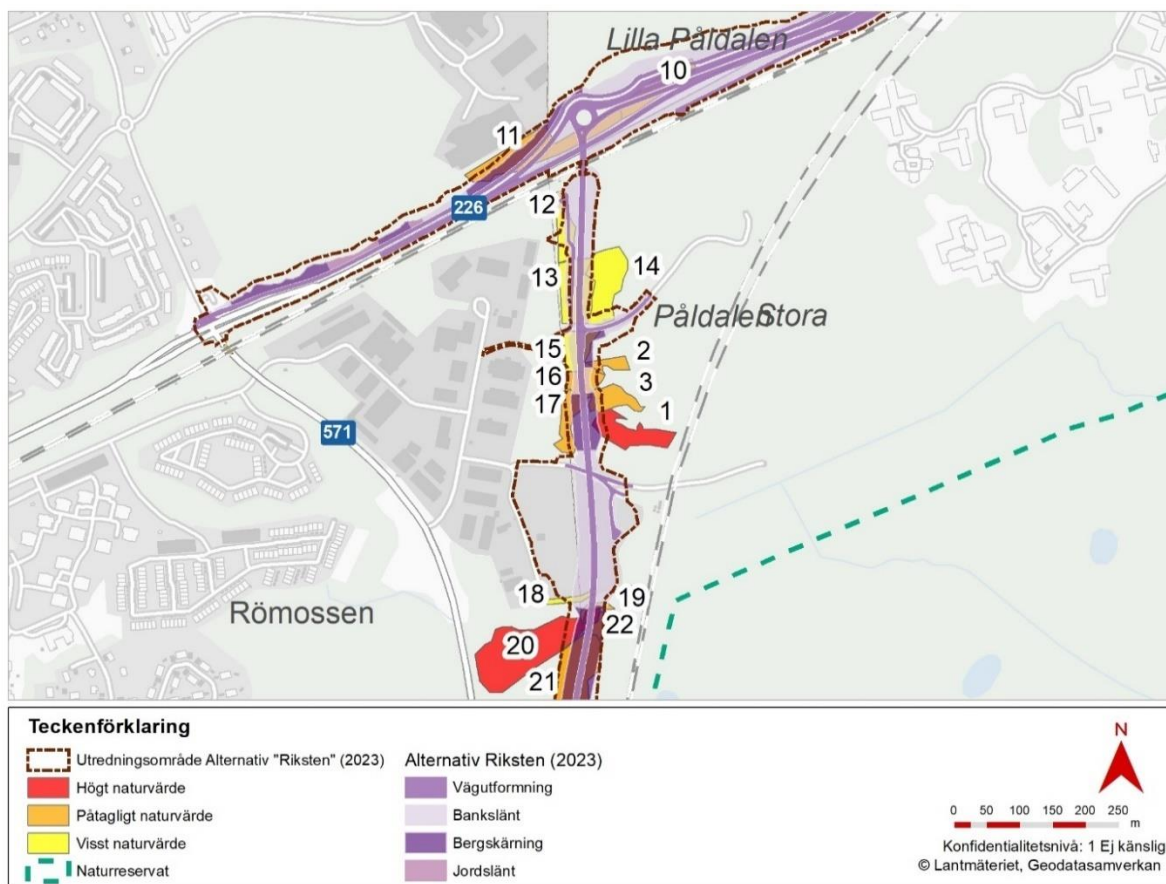 Lilla Påldalen
10
11
226
12
13
14
Påldalen Stora
15
2
16
3
17
1
571
18
19
Römossen
22
20
21
Teckenförklaring
Utredningsområde Alternativ "Riksten" (2023)
Högt naturvärde
Påtagligt naturvärde
Visst naturvärde
Naturreservat
Alternativ Riksten (2023)
Vägutformning
Bankslänt
Bergskärning
Jordslänt
N
0 50 100 150 200 250
m
Konfidentialitetsnivå: 1 Ej känslig
© Lantmäteriet, Geodatasamverkan